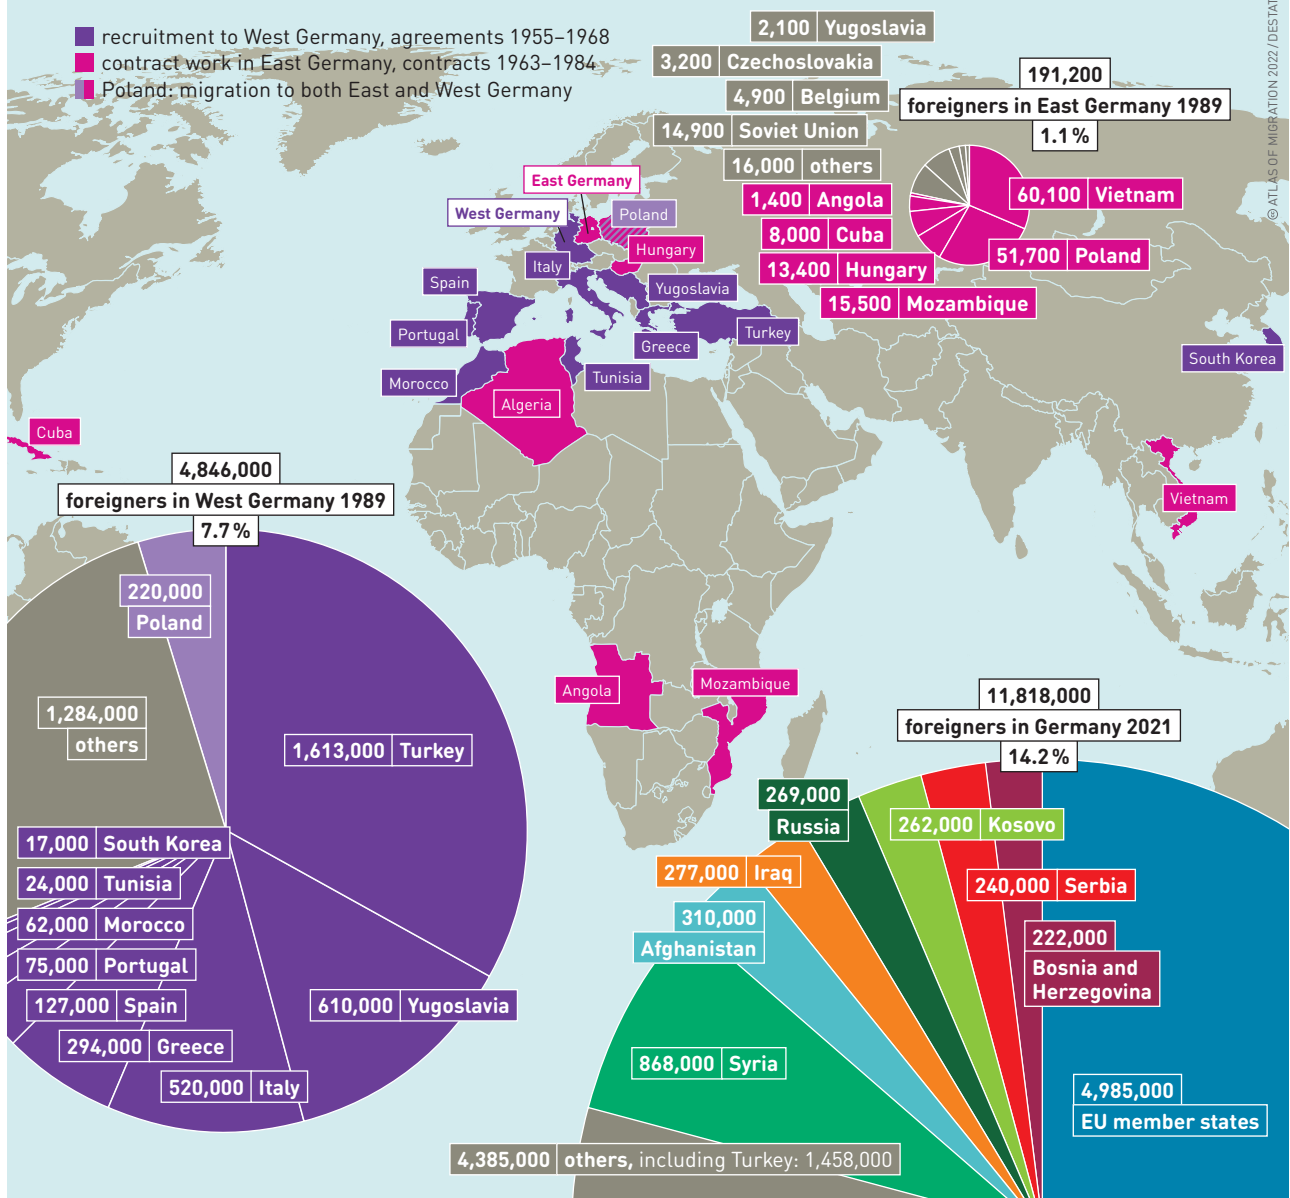 recruitment to West Germany, agreements 1955–1968
contract work in East Germany, contracts 1963–1984
Poland: migration to both East and West Germany
2,100 Yugoslavia
3,200 Czechoslovakia
4,900 Belgium
14,900 Soviet Union
16,000 others
1,400 Angola
8,000 Cuba
13,400 Hungary
15,500 Mozambique
191,200
foreigners in East Germany 1989
1.1 %
60,100 Vietnam
51,700 Poland
© ATLAS OF MIGRATION 2022 / DESTAT
East Germany
West Germany
Poland
Hungary
Italy
Spain
Yugoslavia
Portugal
Turkey
Greece
South Korea
Morocco
Tunisia
Algeria
Cuba
Vietnam
Angola
Mozambique
4,846,000
foreigners in West Germany 1989
7.7 %
220,000
Poland
1,284,000
others
1,613,000 Turkey
17,000 South Korea
24,000 Tunisia
62,000 Morocco
75,000 Portugal
127,000 Spain
294,000 Greece
520,000 Italy
610,000 Yugoslavia
11,818,000
foreigners in Germany 2021
14.2 %
269,000
Russia
262,000 Kosovo
277,000 Iraq
240,000 Serbia
310,000
Afghanistan
222,000
Bosnia and
Herzegovina
868,000 Syria
4,985,000
EU member states
4,385,000 others, including Turkey: 1,458,000